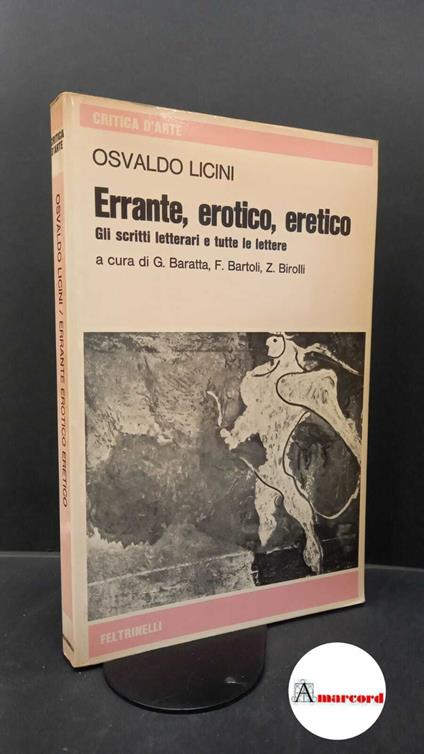 CRITICA D'ARTE
OSVALDO LICINI
Errante, erotico, eretico
Gli scritti letterari e tutte le lettere
a cura di G. Baratta, F. Bartoli, Z. Birolli
FELTRINELLI
CRITICA
D'ARTE
OSVALDO LICINI / ERRANTE EROTICO ERETICO
Amarcord